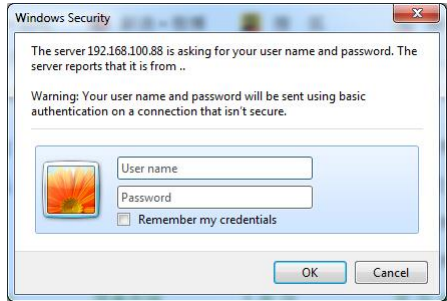 Windows Security
The server 192.168.100.88 is asking for your user name and password. The
server reports that it is from ..
Warning: Your user name and password will be sent using basic
authentication on a connection that isn't secure.
User name
Password
Remember my credentials
OK
Cancel